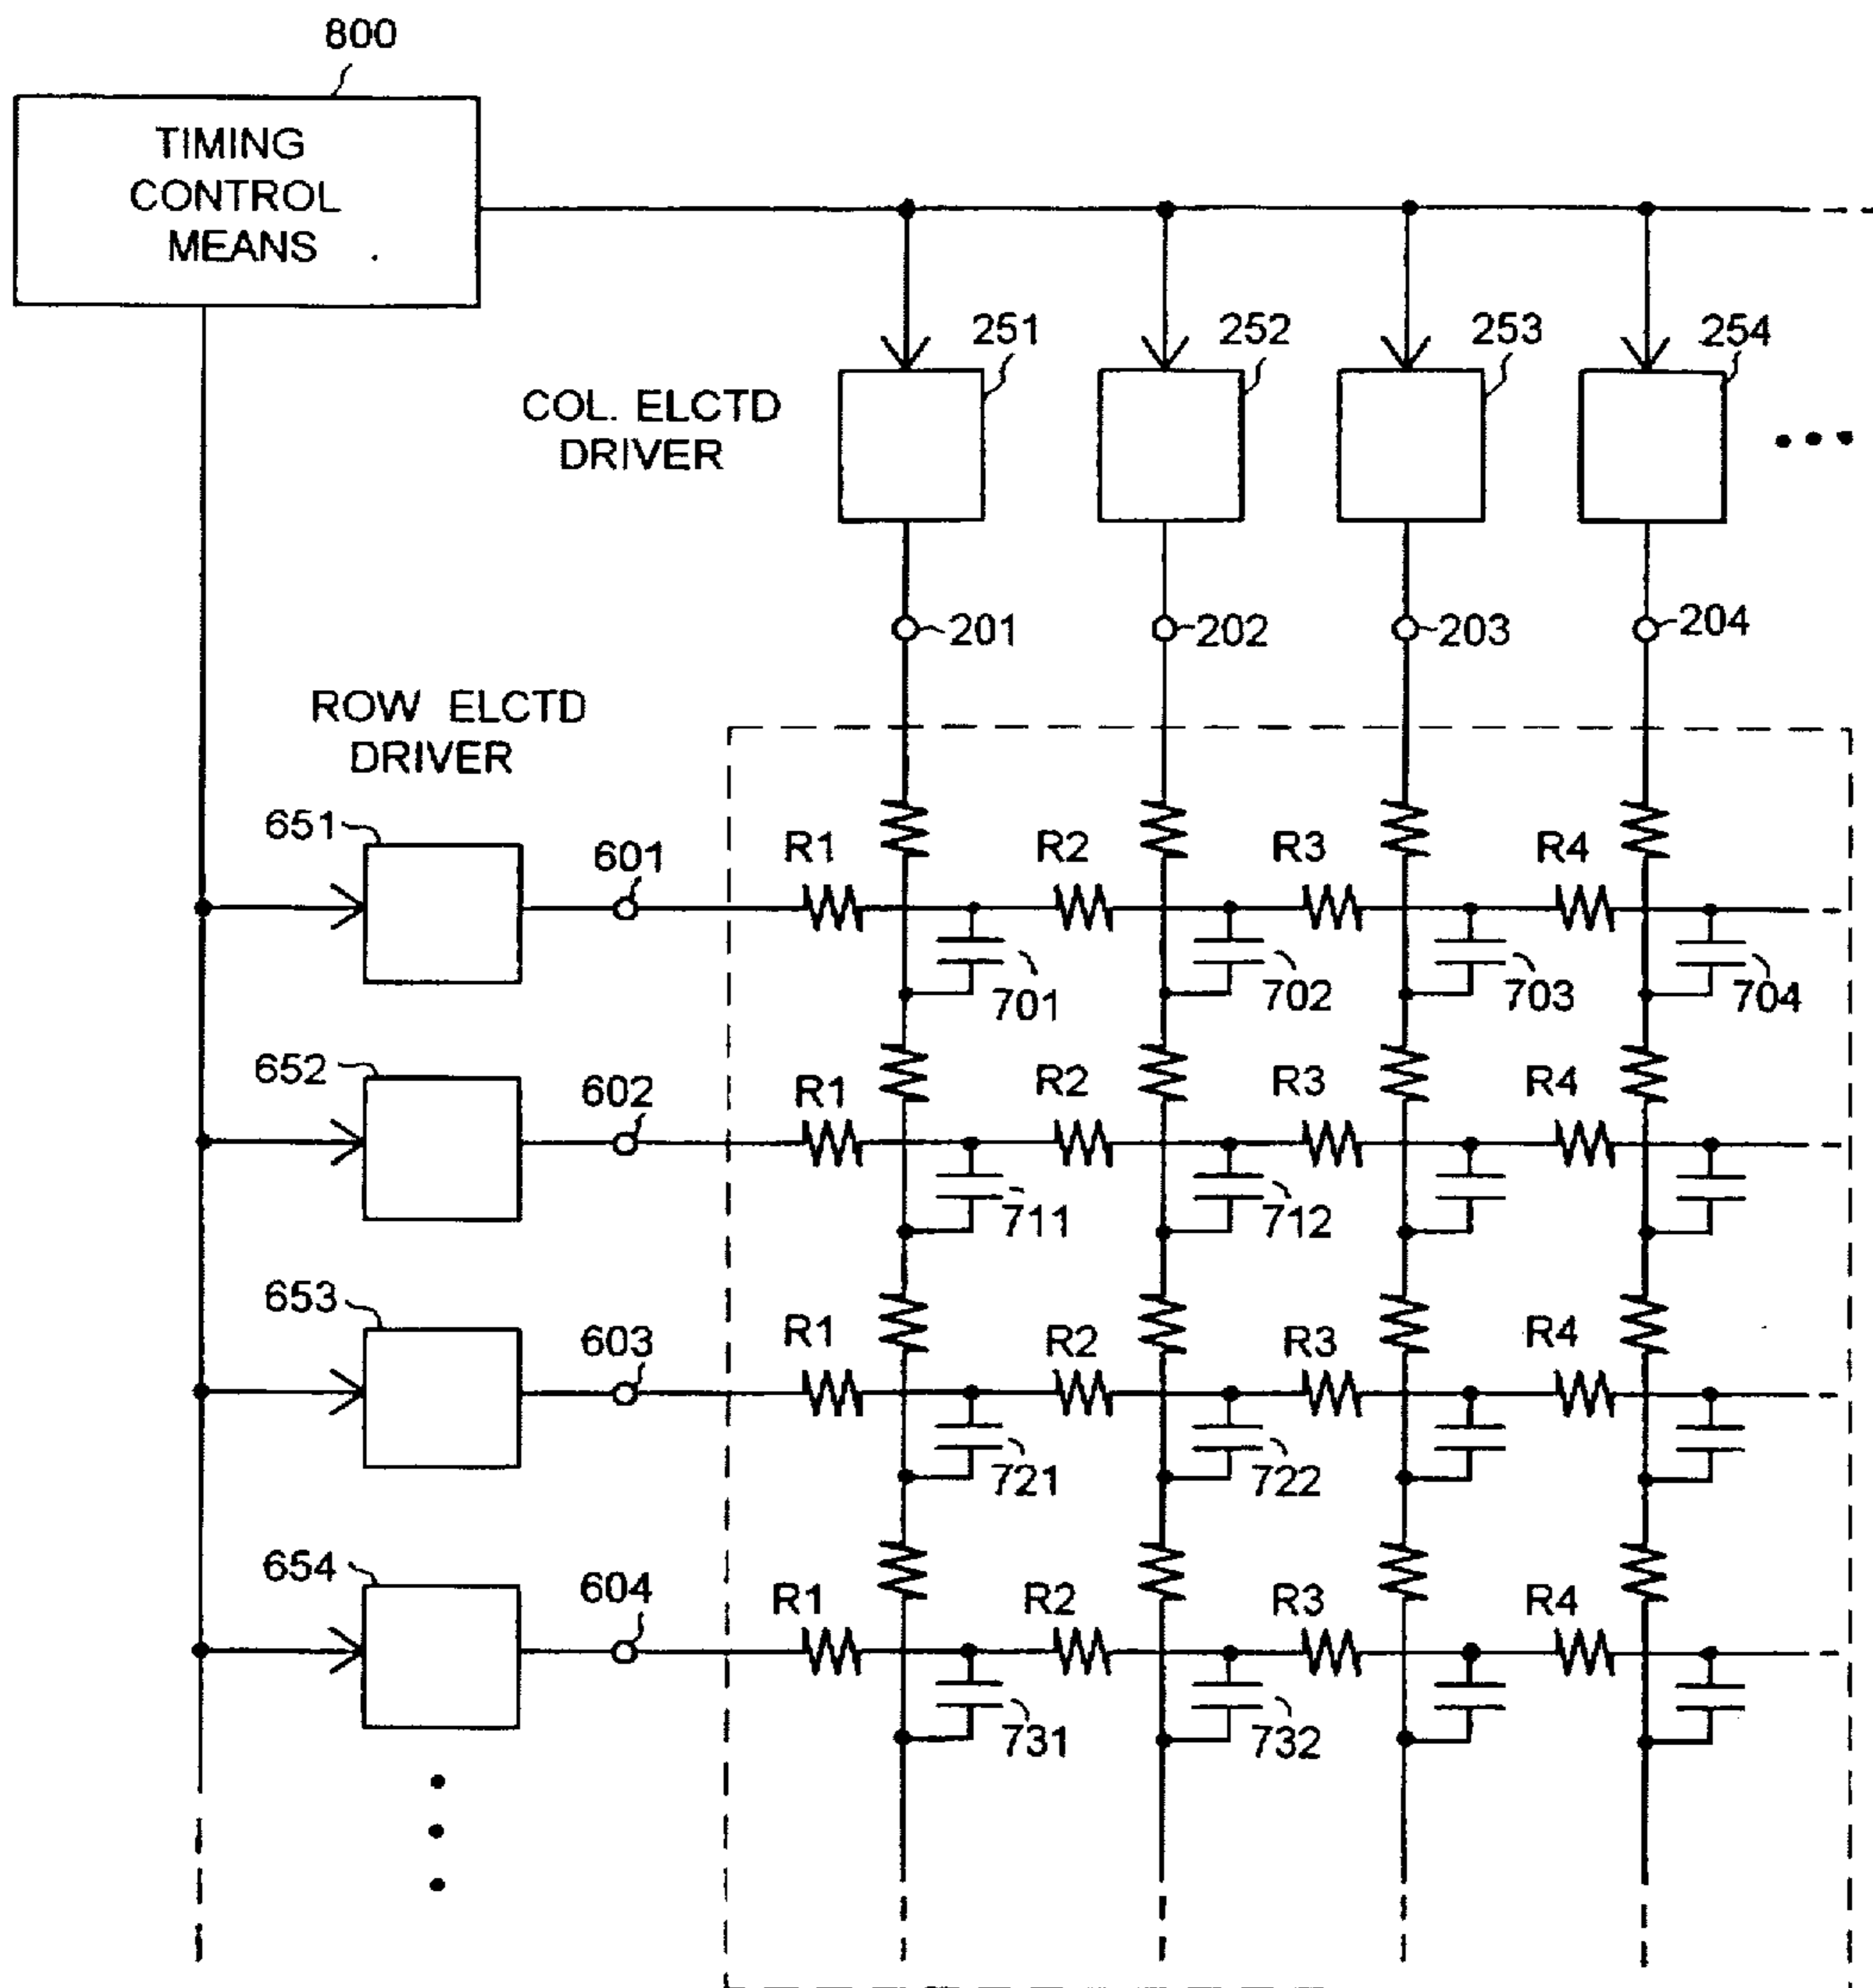 800
TIMING
CONTROL
MEANS
251
252
253
254
COL. ELCTD
DRIVER
201
202
203
204
ROW ELCTD
DRIVER
651
601
R1
R2
R3
R4
701
702
703
704
652
602
R1
R2
R3
R4
711
712
653
603
R1
R2
R3
R4
721
722
654
604
R1
R2
R3
R4
731
732